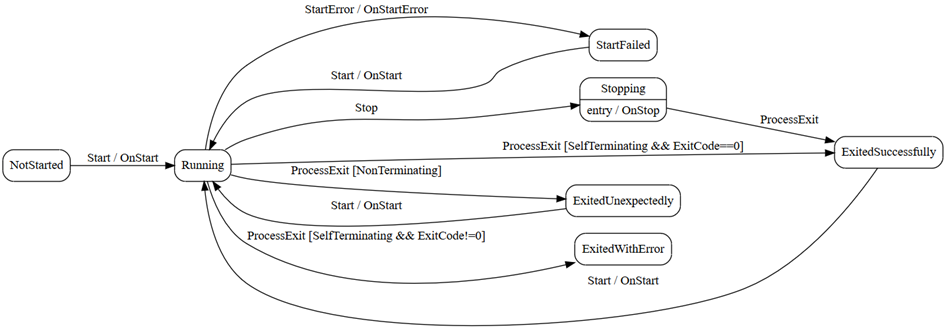 StartError / OnStartError
StartFailed
Start / OnStart
Stopping
entry / OnStop
Stop
ProcessExit
NotStarted
Start / OnStart
Running
ProcessExit [SelfTerminating && ExitCode==0]
ExitedSuccessfully
ProcessExit [NonTerminating]
ExitedUnexpectedly
Start / OnStart
ProcessExit [SelfTerminating && ExitCode!=0]
ExitedWithError
Start / OnStart